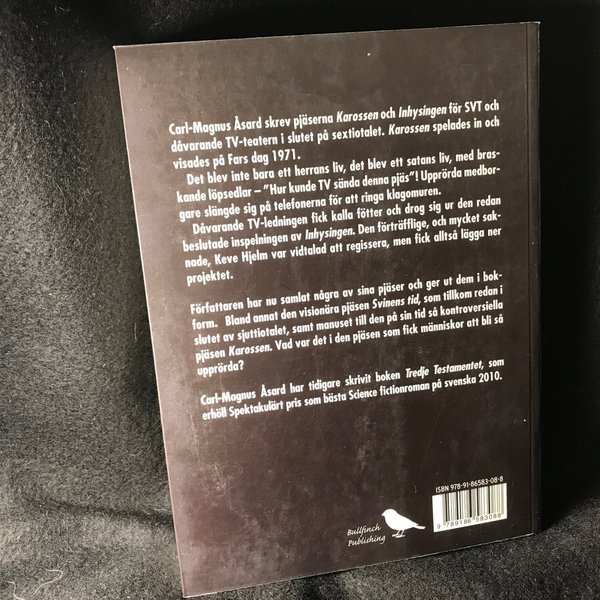 Carl-Magnus Åsard skrev pjäserna Karossen och Inhysingen för SVT och
dåvarande TV-teatern i slutet på sextiotalet. Karossen spelades in och
visades på Fars dag 1971.
Det blev inte bara ett herrans liv, det blev ett satans liv, med bras-
kande löpsedlar – ”Hur kunde TV sända denna pjäs”! Upprörda medbor-
gare slängde sig på telefonerna för att ringa klagomuren.
Dåvarande TV-ledningen fick kalla fötter och drog sig ur den redan
beslutade inspelningen av Inhysingen. Den förträfflige, och mycket sak-
nade, Keve Hjelm var vidtalad att regissera, men fick alltså lägga ner
projektet.
Författaren har nu samlat några av sina pjäser och ger ut dem i bok-
form. Bland annat den visionära pjäsen Svinens tid, som tillkom redan i
slutet av sjuttiotalet, samt manuset till den på sin tid så kontroversiella
pjäsen Karossen. Vad var det i den pjäsen som fick människor att bli så
upprörda?
Carl-Magnus Åsard har tidigare skrivit boken Tredje Testamentet, som
erhöll Spektakulärt pris som bästa Science fictionroman på svenska 2010.
ISBN 978-91-86583-08-8
9 789186 583088
Bullfinch
Publishing